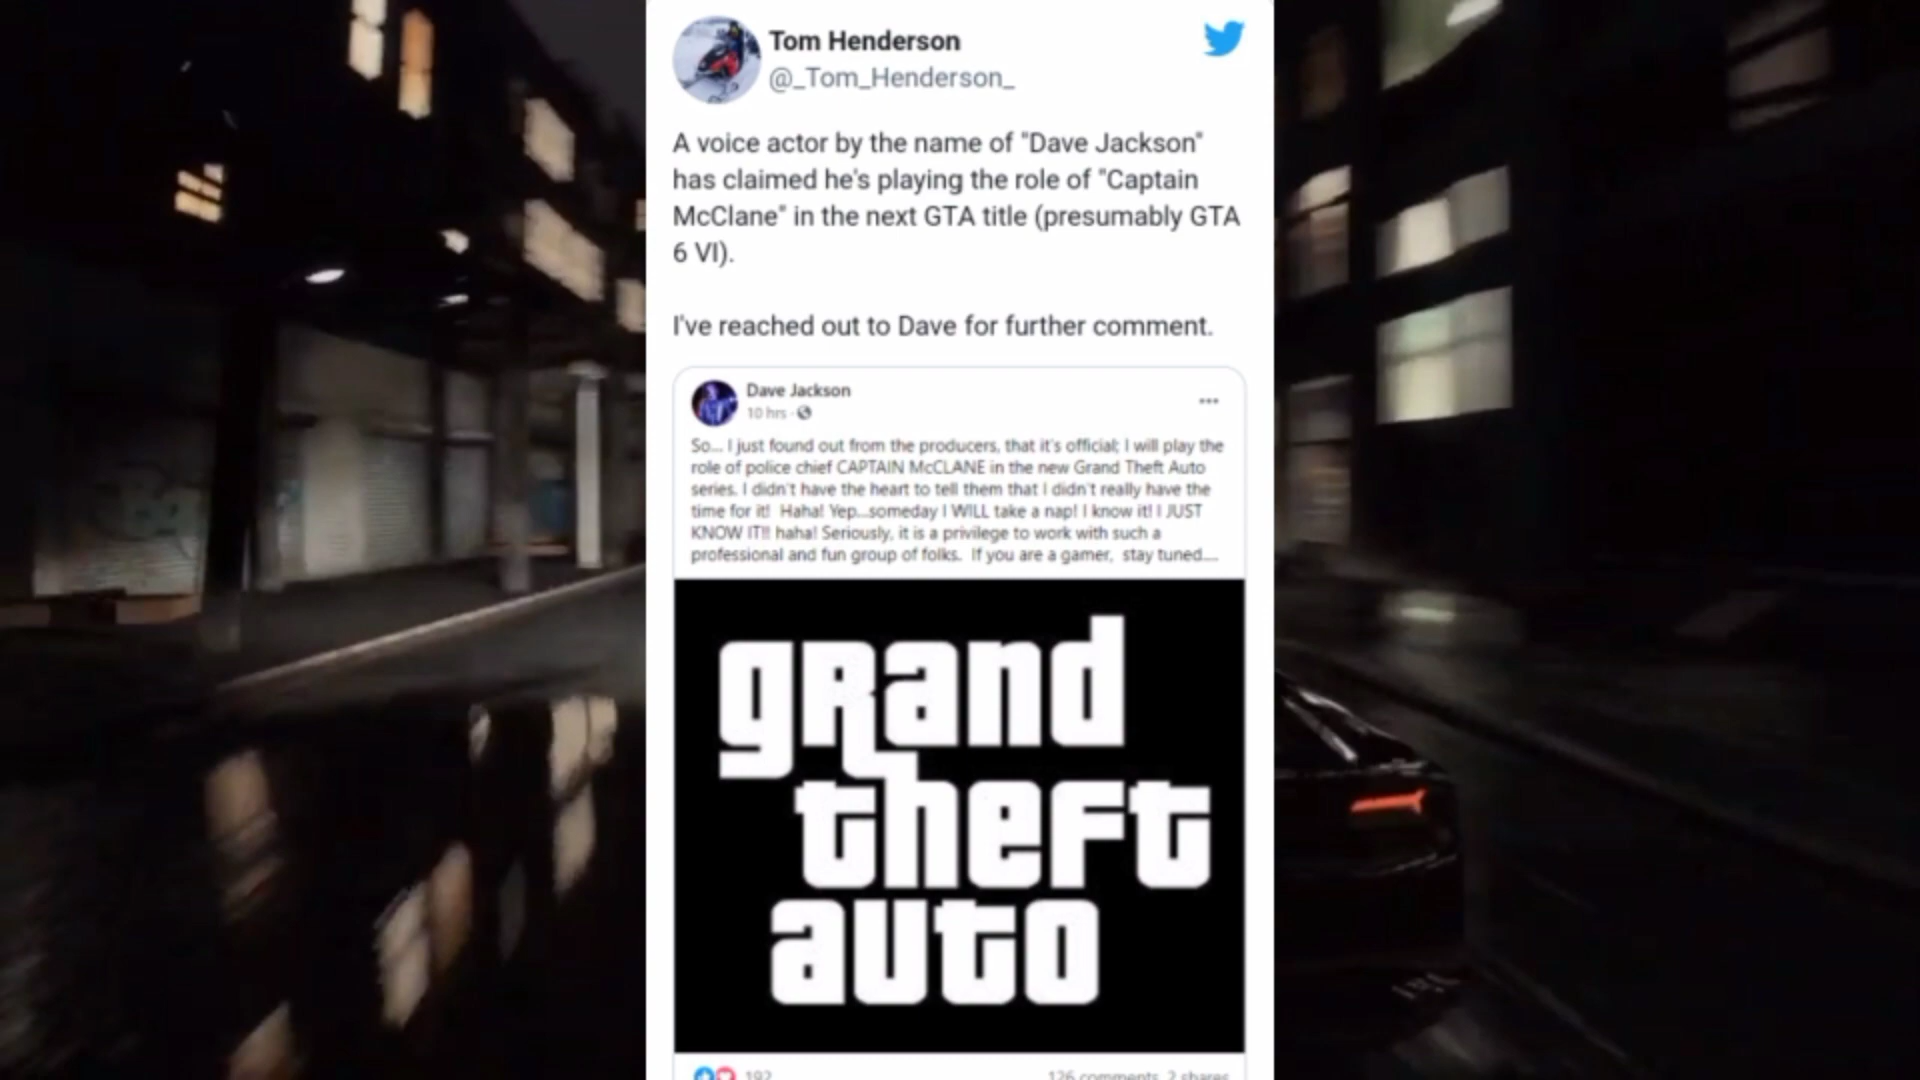 Tom Henderson
@_Tom_Henderson_
A voice actor by the name of "Dave Jackson"
has claimed he's playing the role of "Captain
McClane" in the next GTA title (presumably GTA
6 VI).
I've reached out to Dave for further comment.
Dave Jackson
10 hrs ·
So... I just found out from the producers, that it's official; I will play the
role of police chief CAPTAIN McCLANE in the new Grand Theft Auto
series. I didn't have the heart to tell them that I didn't really have the
time for it! Haha! Yep...someday I WILL take a nap! I know it! I JUST
KNOW IT!! haha! Seriously, it is a privilege to work with such a
professional and fun group of folks. If you are a gamer, stay tuned....
grand
theft
auto
192
126 comments 2 shares